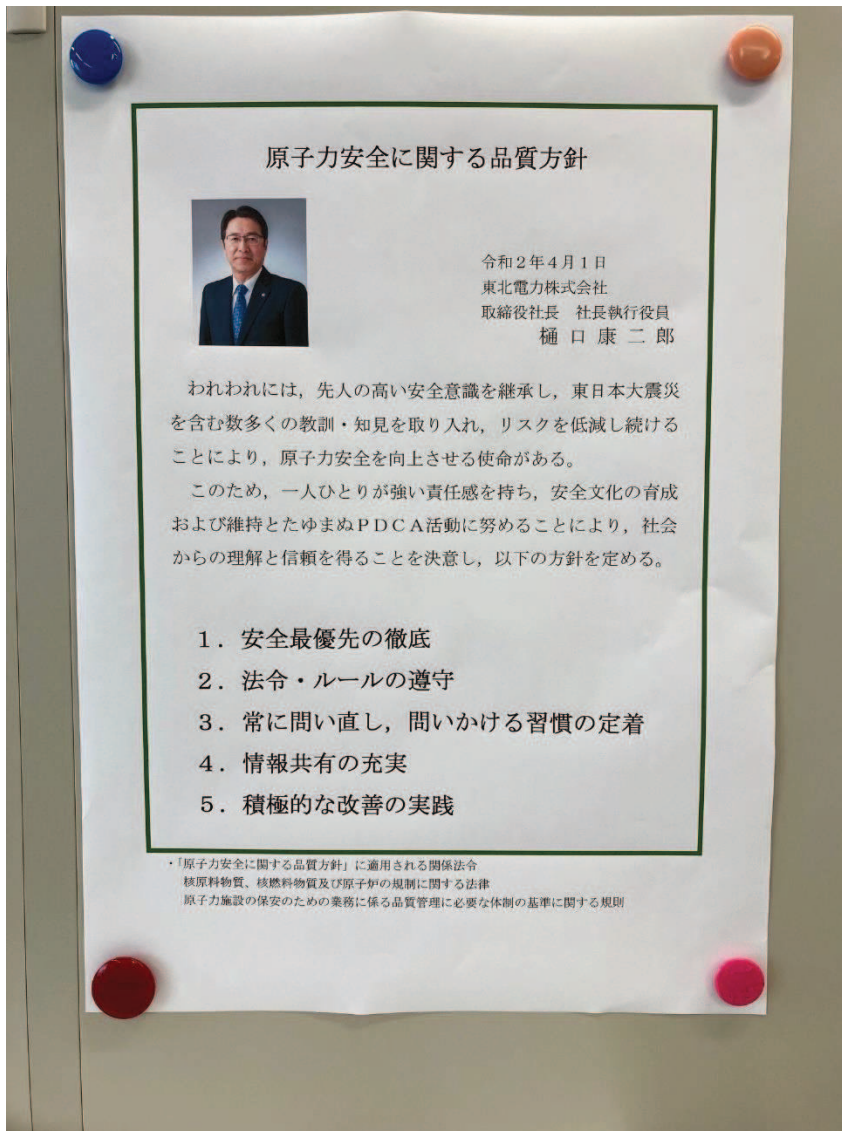 原子力安全に関する品質方針
令和２年４月１日
東北電力株式会社
取締役社長　社長執行役員
樋口康二郎
われわれには，先人の高い安全意識を継承し，東日本大震災
を含む数多くの教訓・知見を取り入れ，リスクを低減し続ける
ことにより，原子力安全を向上させる使命がある。
このため，一人ひとりが強い責任感を持ち，安全文化の育成
および維持とたゆまぬＰＤＣＡ活動に努めることにより，社会
からの理解と信頼を得ることを決意し，以下の方針を定める。
１．安全最優先の徹底
２．法令・ルールの遵守
３．常に問い直し，問いかける習慣の定着
４．情報共有の充実
５．積極的な改善の実践
・「原子力安全に関する品質方針」に適用される関係法令
核原料物質、核燃料物質及び原子炉の規制に関する法律
原子力施設の保安のための業務に係る品質管理に必要な体制の基準に関する規則